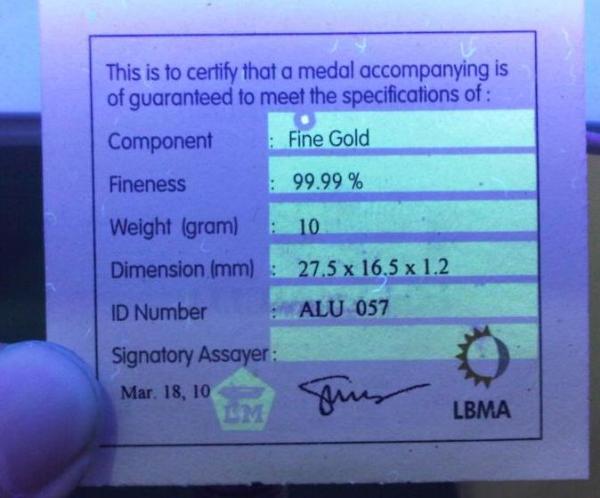 This is to certify that a medal accompanying is
of guaranteed to meet the specifications of :
Component : Fine Gold
Fineness : 99.99 %
Weight (gram) : 10
Dimension (mm) : 27.5 x 16.5 x 1.2
ID Number : ALU 057
Signatory Assayer :
Mar. 18, 10
LM
LBMA